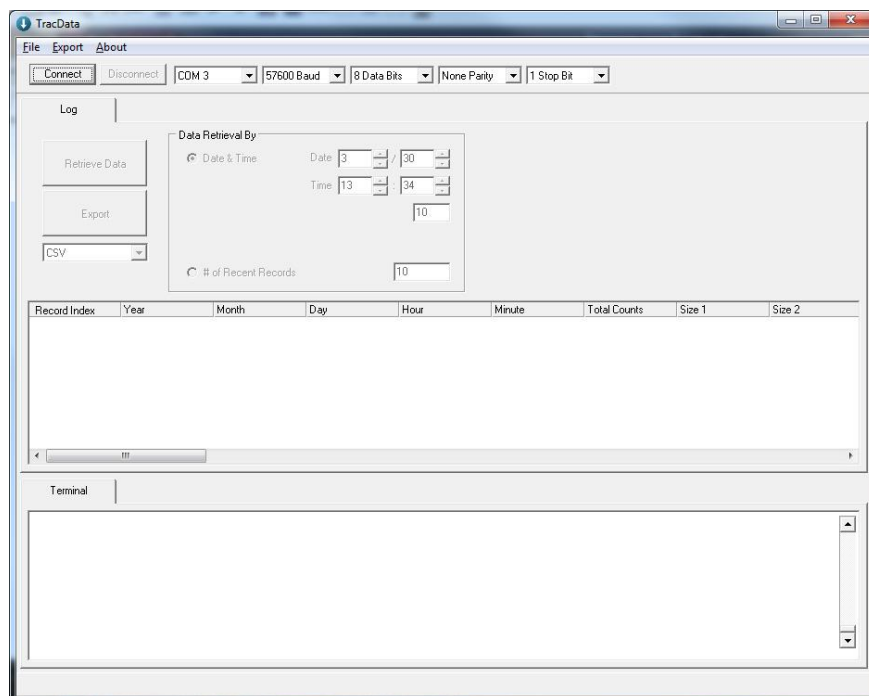 TracData
File Export About
Connect Disconnect COM 3 57600 Baud 8 Data Bits None Parity 1 Stop Bit
Log
Data Retrieval By
Retrieve Data Date & Time Date 3 / 30
Time 13 : 34
Export 10
CSV
# of Recent Records 10
Record Index Year Month Day Hour Minute Total Counts Size 1 Size 2
Terminal